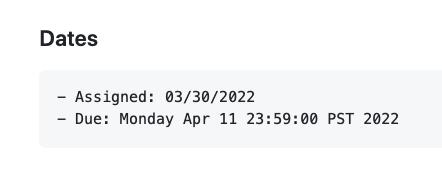 Dates
- Assigned: 03/30/2022
- Due: Monday Apr 11 23:59:00 PST 2022